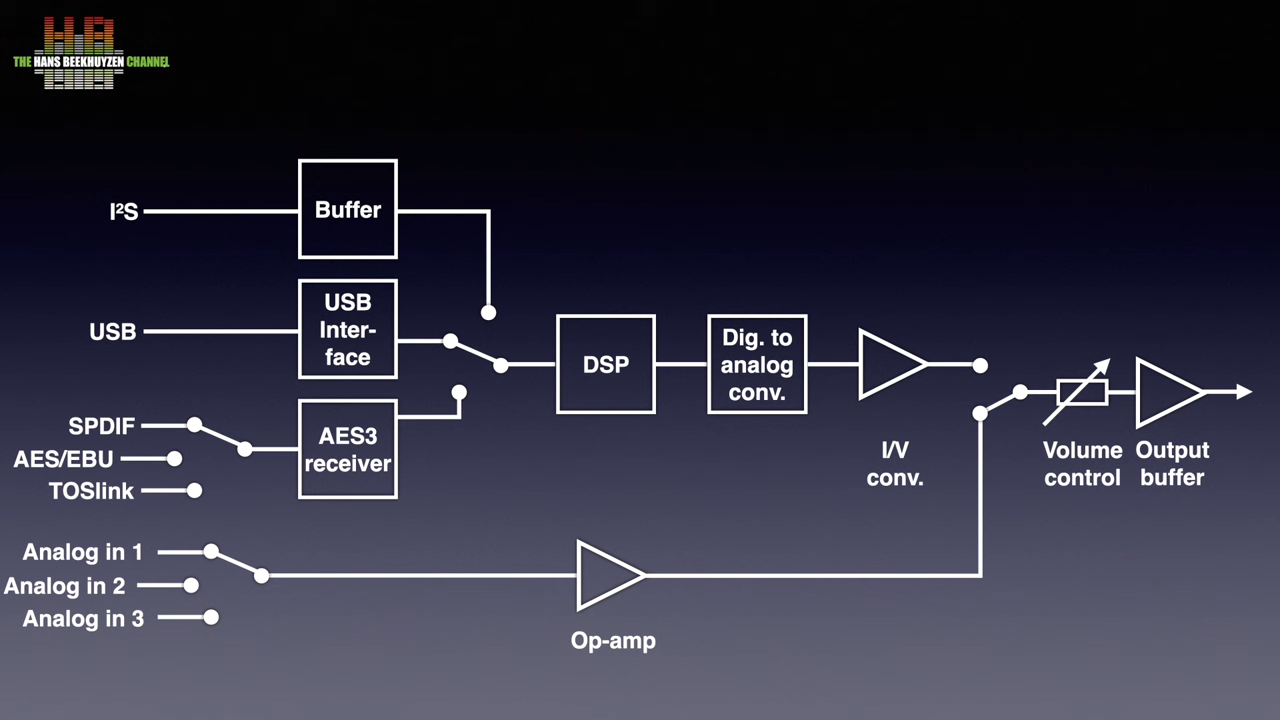 THE HANS BEEKHUYZEN CHANNEL
I²S
Buffer
USB
USB
Inter-
face
SPDIF
AES/EBU
TOSlink
AES3
receiver
DSP
Dig. to
analog
conv.
I/V
conv.
Volume
control
Output
buffer
Analog in 1
Analog in 2
Analog in 3
Op-amp